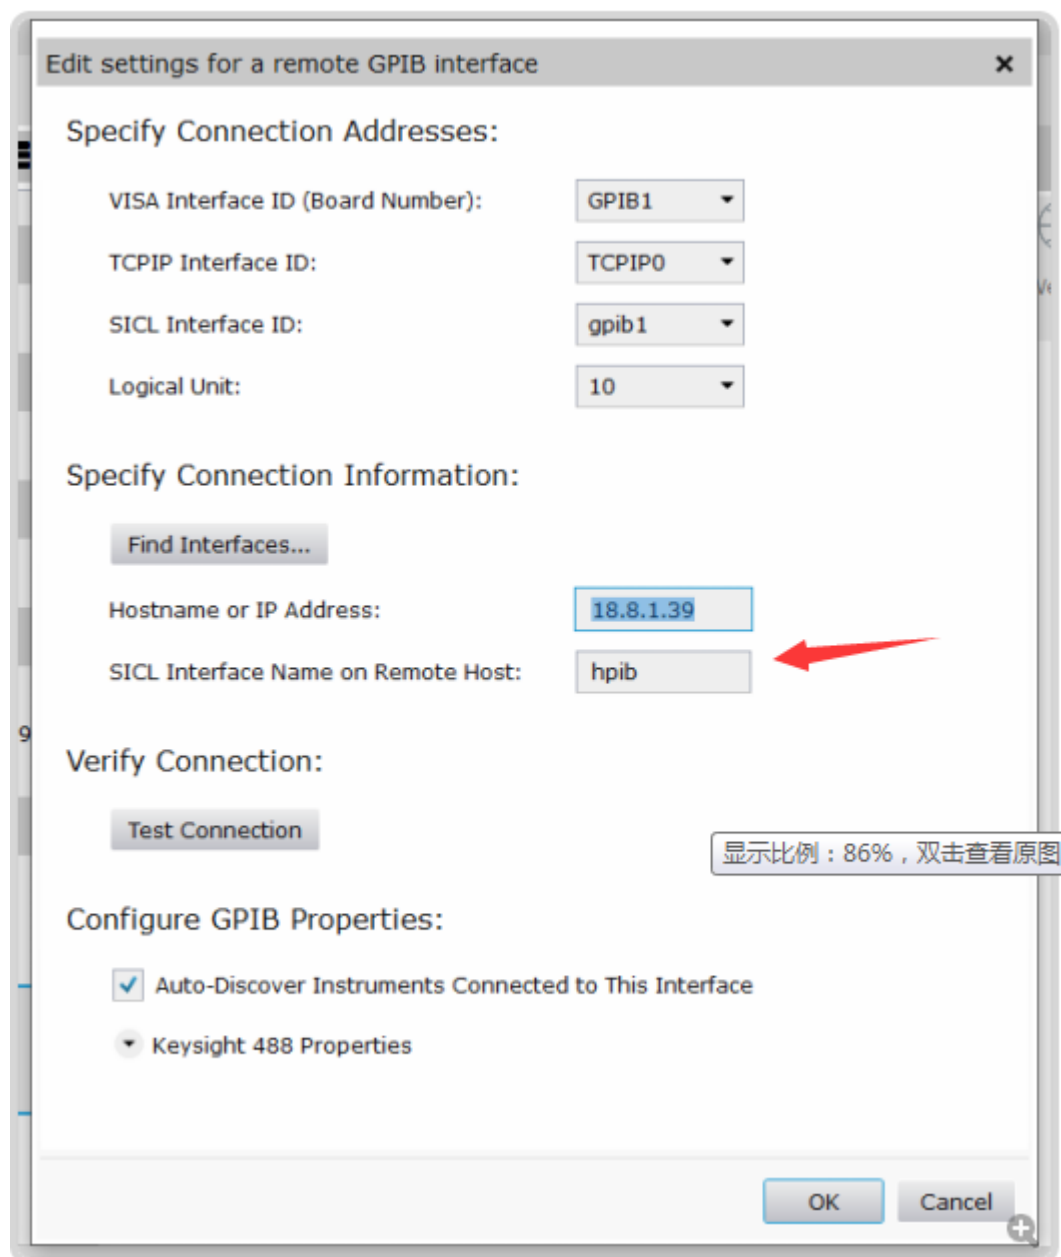 Edit settings for a remote GPIB interface
Specify Connection Addresses:
VISA Interface ID (Board Number): GPIB1
TCPIP Interface ID: TCPIP0
SICL Interface ID: gpib1
Logical Unit: 10
Specify Connection Information:
Find Interfaces...
Hostname or IP Address: 18.8.1.39
SICL Interface Name on Remote Host: hpib
9
Verify Connection:
Test Connection
显示比例：86%，双击查看原图
Configure GPIB Properties:
Auto-Discover Instruments Connected to This Interface
Keysight 488 Properties
OK Cancel